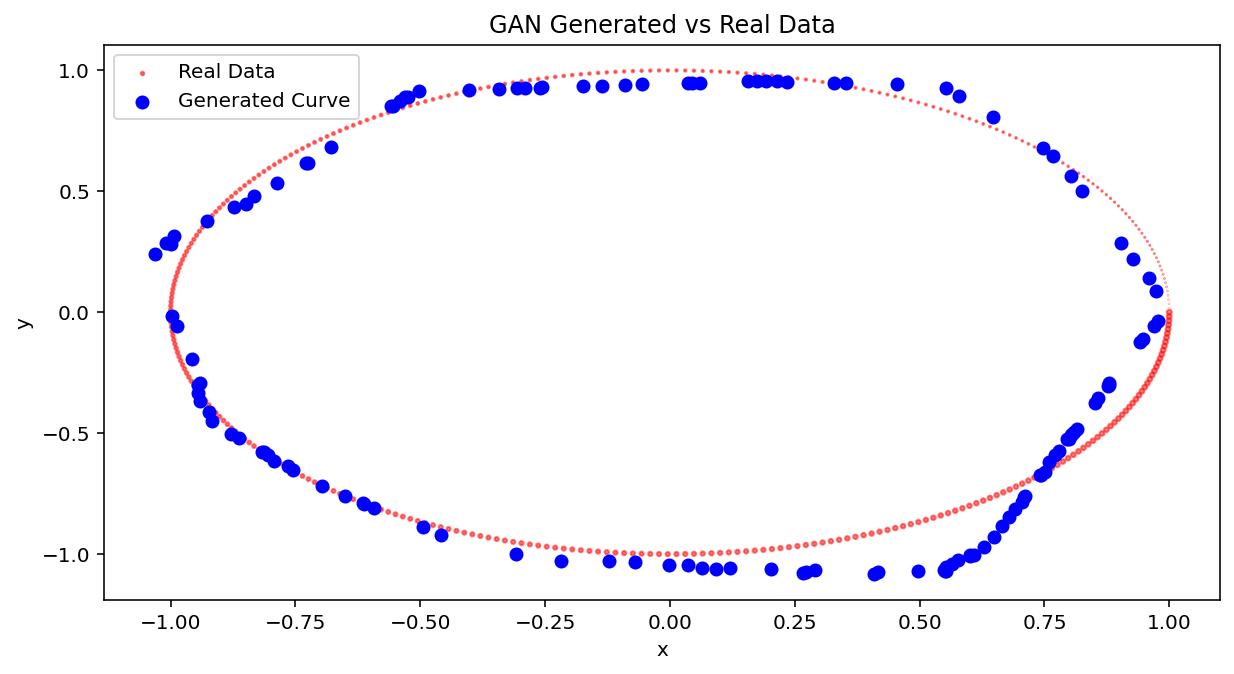 GAN Generated vs Real Data
Real Data
Generated Curve
y
1.0
0.5
0.0
−0.5
−1.0
−1.00 −0.75 −0.50 −0.25 0.00 0.25 0.50 0.75 1.00
x